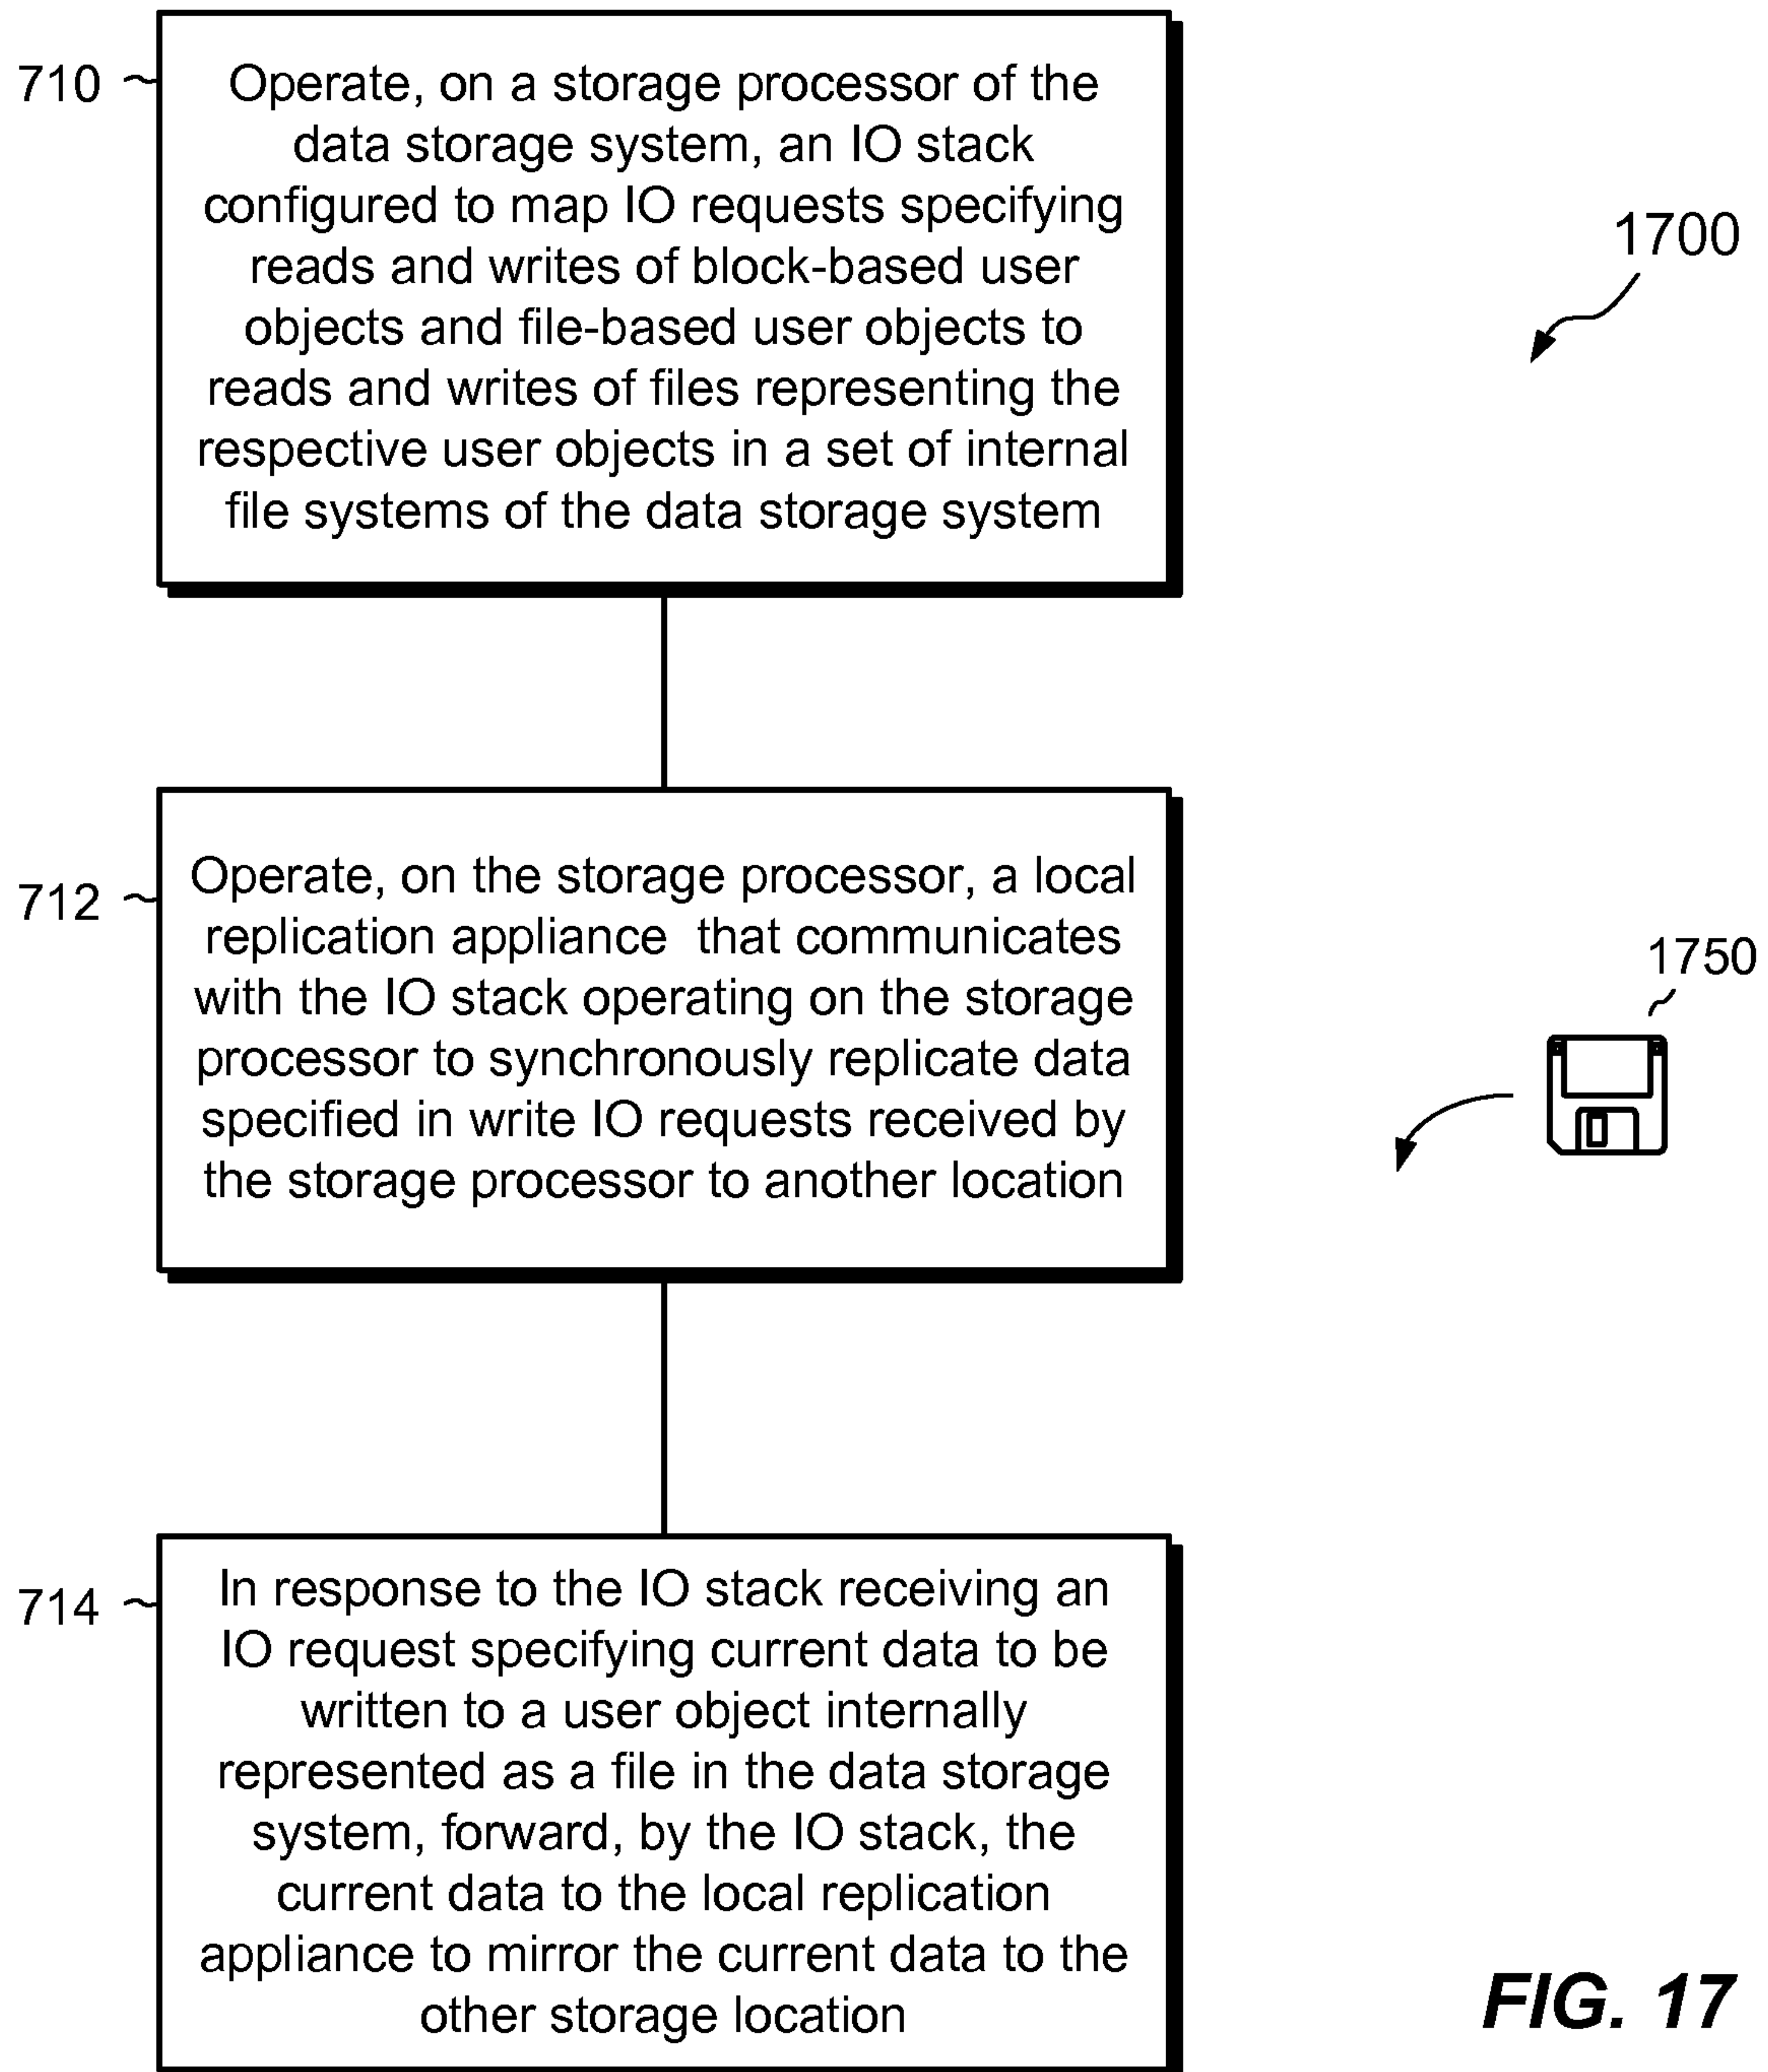 710
Operate, on a storage processor of the
data storage system, an IO stack
configured to map IO requests specifying
reads and writes of block-based user
objects and file-based user objects to
reads and writes of files representing the
respective user objects in a set of internal
file systems of the data storage system
1700
712
Operate, on the storage processor, a local
replication appliance that communicates
with the IO stack operating on the storage
processor to synchronously replicate data
specified in write IO requests received by
the storage processor to another location
1750
714
In response to the IO stack receiving an
IO request specifying current data to be
written to a user object internally
represented as a file in the data storage
system, forward, by the IO stack, the
current data to the local replication
appliance to mirror the current data to the
other storage location
FIG. 17